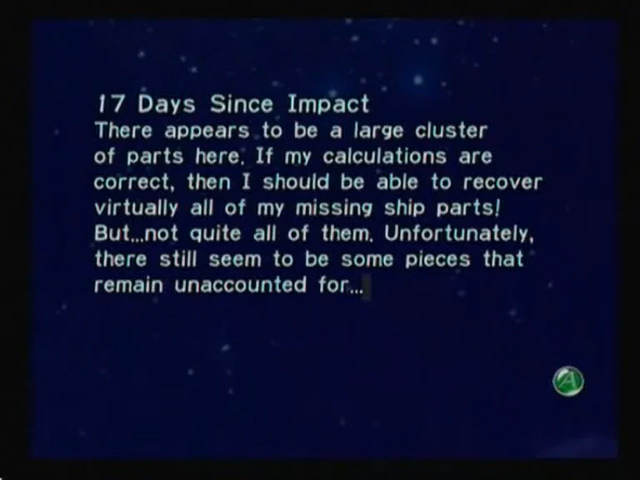 17 Days Since Impact
There appears to be a large cluster
of parts here. If my calculations are
correct, then I should be able to recover
virtually all of my missing ship parts!
But...not quite all of them. Unfortunately,
there still seem to be some pieces that
remain unaccounted for...
A